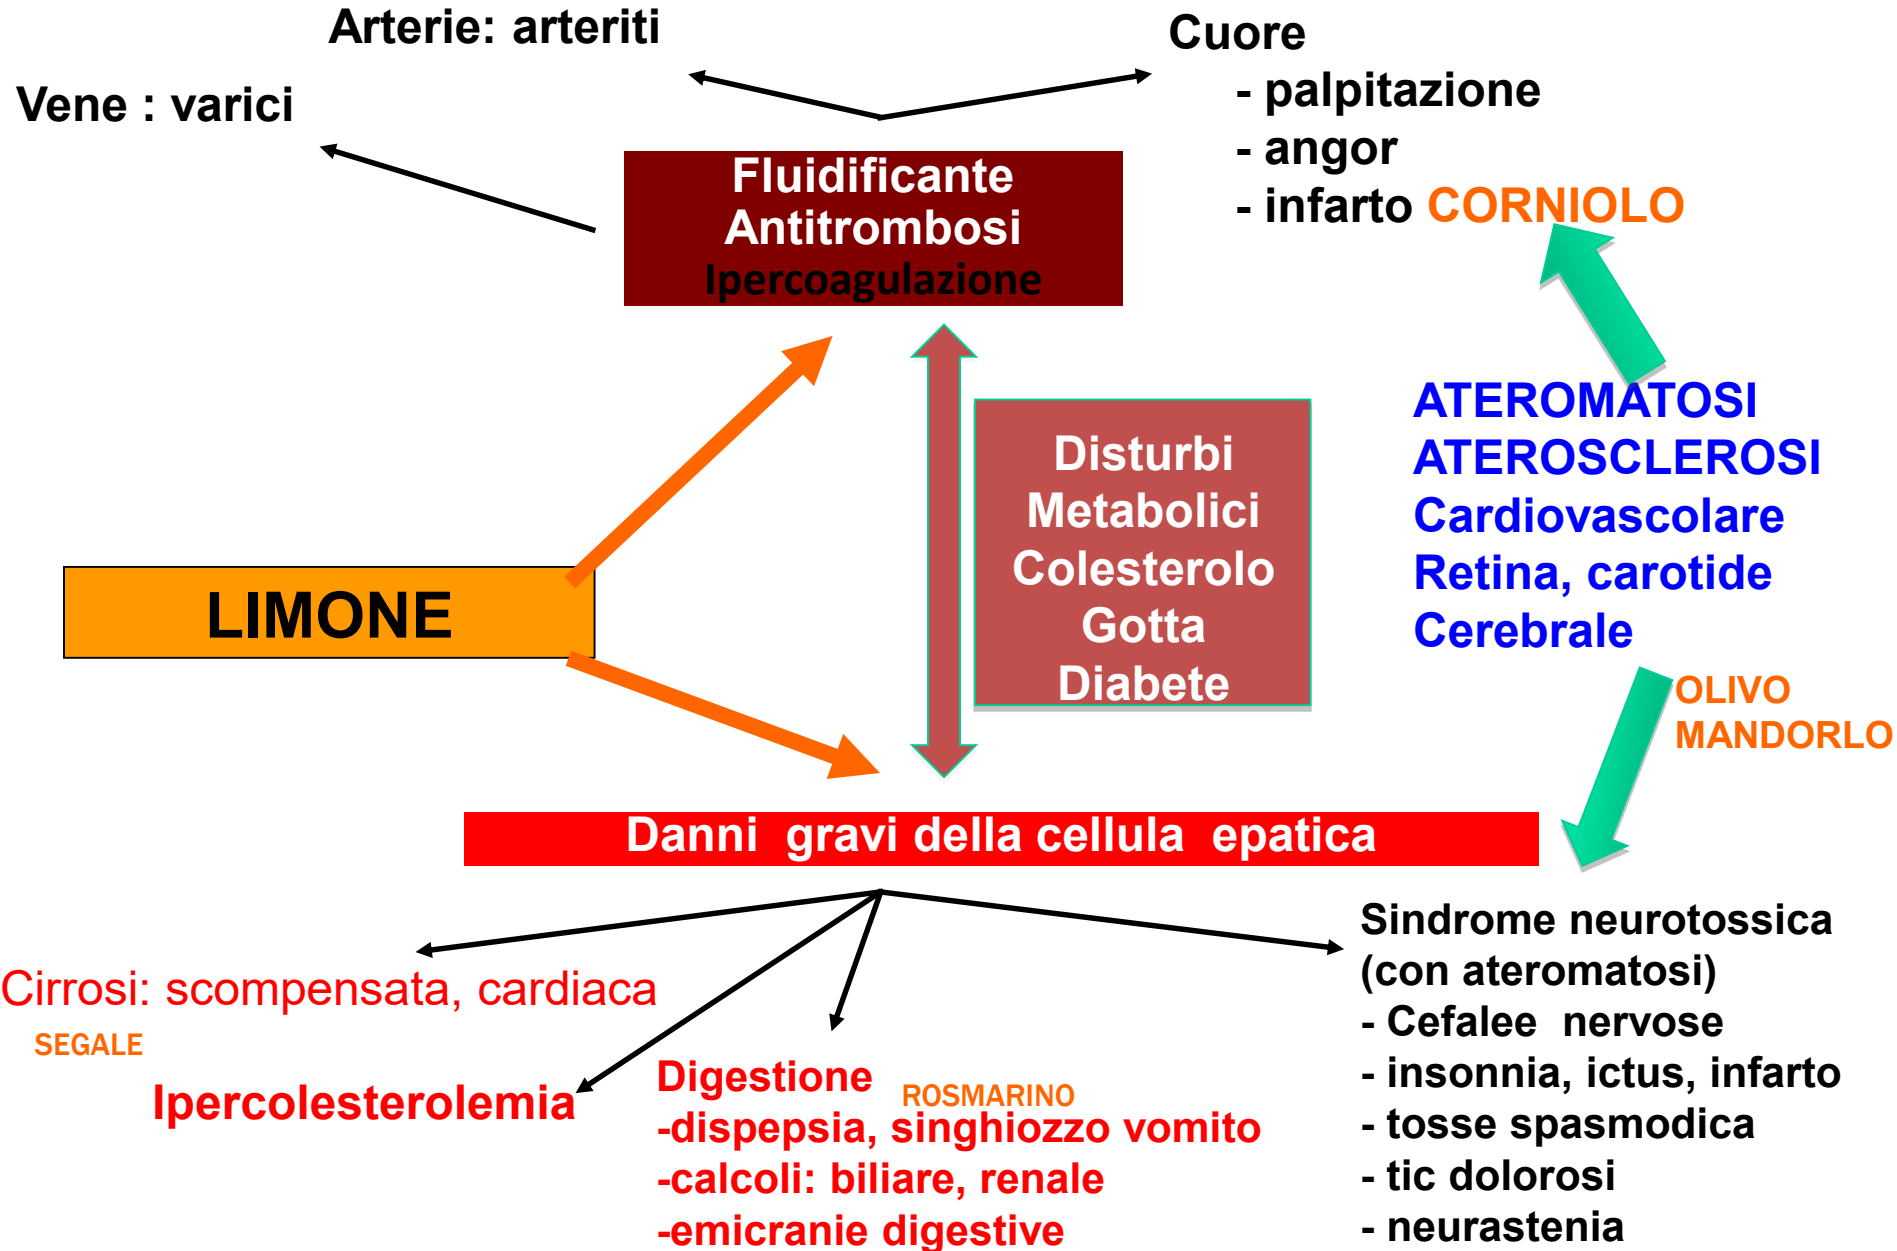 Arterie: arteriti
Vene : varici
Cuore
- palpitazione
- angor
- infarto CORNIOLO
Fluidificante
Antitrombosi
Ipercoagulazione
LIMONE
Disturbi
Metabolici
Colesterolo
Gotta
Diabete
ATEROMATOSI
ATEROSCLEROSI
Cardiovascolare
Retina, carotide
Cerebrale
OLIVO
MANDORLO
Danni gravi della cellula epatica
Cirrosi: scompensata, cardiaca
SEGALE
Ipercolesterolemia
Digestione
ROSMARINO
-dispepsia, singhiozzo vomito
-calcoli: biliare, renale
-emicranie digestive
Sindrome neurotossica
(con ateromatosi)
- Cefalee nervose
- insonnia, ictus, infarto
- tosse spasmodica
- tic dolorosi
- neurastenia